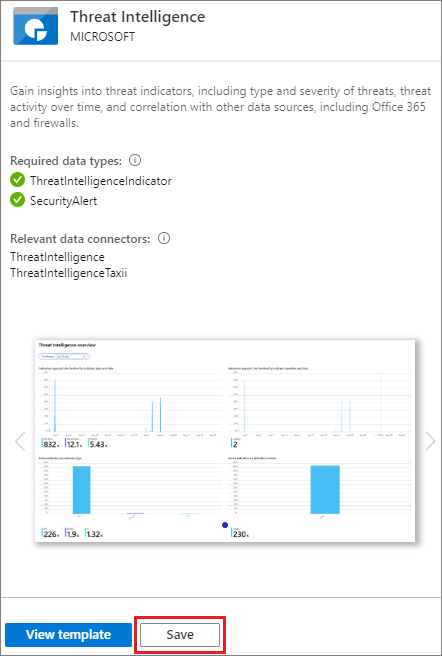 Threat Intelligence
MICROSOFT
Gain insights into threat indicators, including type and severity of threats, threat
activity over time, and correlation with other data sources, including Office 365
and firewalls.
Required data types:
ThreatIntelligenceIndicator
SecurityAlert
Relevant data connectors:
ThreatIntelligence
ThreatIntelligenceTaxii
Threat Intelligence overview
832 12.1 5.43
2
226 1.9 1.32
230
View template
Save